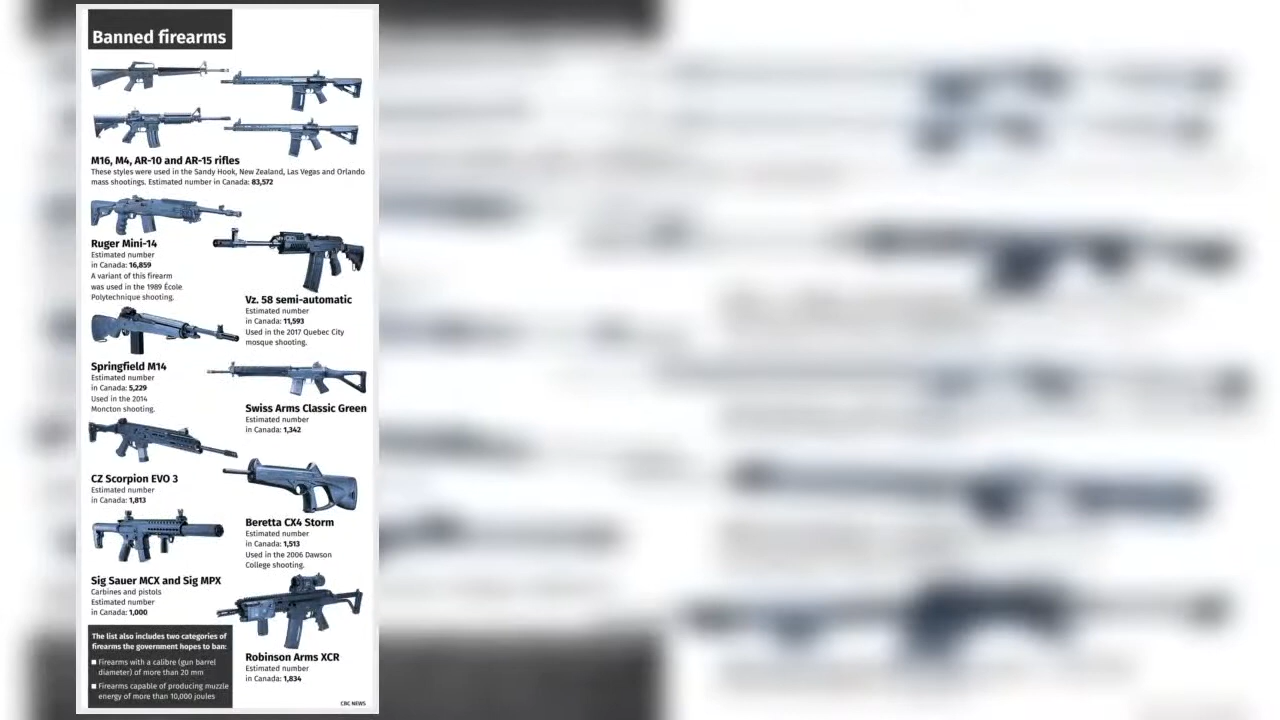 Banned firearms
M16, M4, AR-10 and AR-15 rifles
These styles were used in the Sandy Hook, New Zealand, Las Vegas and Orlando
mass shootings. Estimated number in Canada: 83,572
Ruger Mini-14
Estimated number
in Canada: 16,859
A variant of this firearm
was used in the 1989 École
Polytechnique shooting.
Vz. 58 semi-automatic
Estimated number
in Canada: 11,593
Used in the 2017 Quebec City
mosque shooting.
Springfield M14
Estimated number
in Canada: 5,229
Used in the 2014
Moncton shooting.
Swiss Arms Classic Green
Estimated number
in Canada: 1,342
CZ Scorpion EVO 3
Estimated number
in Canada: 1,813
Beretta CX4 Storm
Estimated number
in Canada: 1,513
Used in the 2006 Dawson
College shooting.
Sig Sauer MCX and Sig MPX
Carbines and pistols
Estimated number
in Canada: 1,000
Robinson Arms XCR
Estimated number
in Canada: 1,834
The list also includes two categories of
firearms the government hopes to ban:
Firearms with a calibre (gun barrel
diameter) of more than 20 mm
Firearms capable of producing muzzle
energy of more than 10,000 joules
CBC NEWS